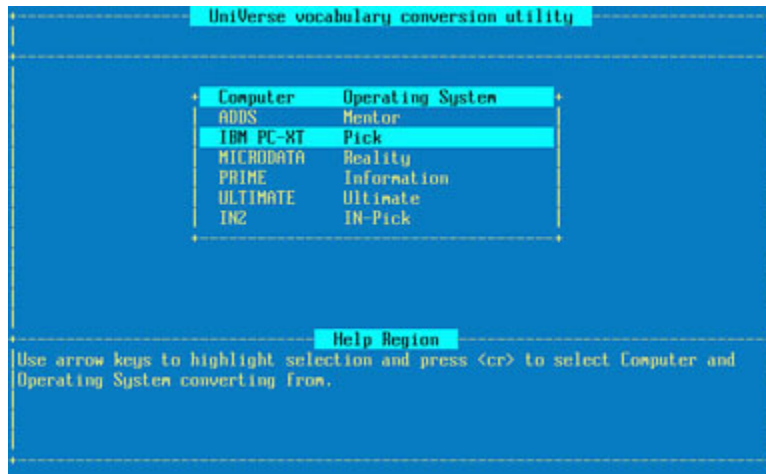 UniVerse vocabulary conversion utility
Computer Operating System
ADDS Mentor
IBM PC-XT Pick
MICRODATA Reality
PRIME Information
ULTIMATE Ultimate
IN2 IN-Pick
Help Region
Use arrow keys to highlight selection and press <cr> to select Computer and
Operating System converting from.